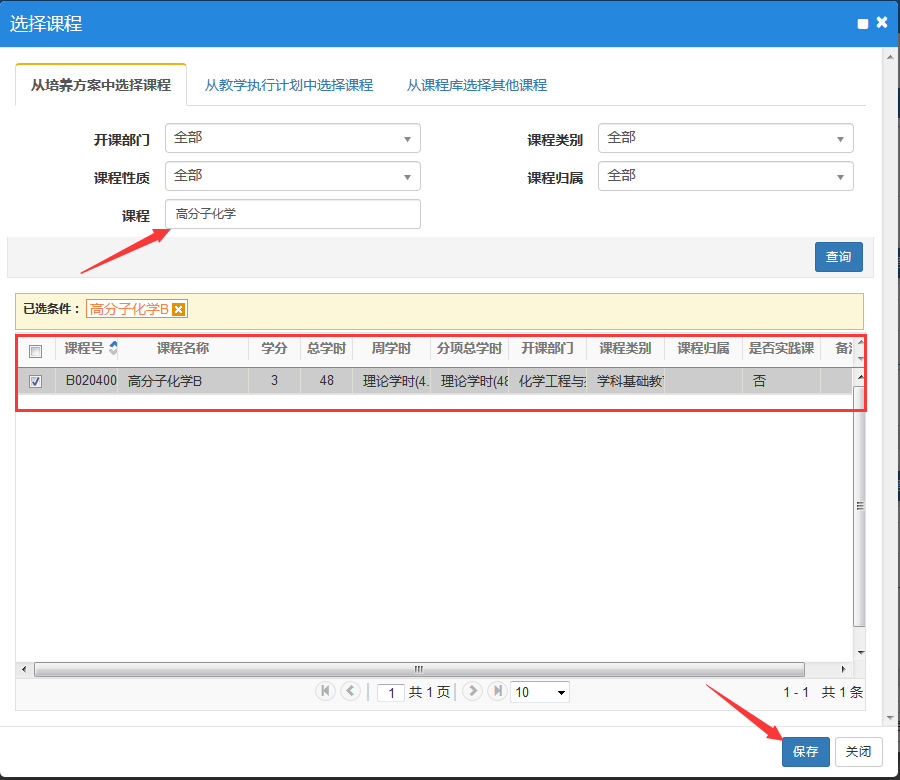 选择课程
从培养方案中选择课程 从教学执行计划中选择课程 从课程库选择其他课程
开课部门 全部 课程类别 全部
课程性质 全部 课程归属 全部
课程 高分子化学
查询
已选条件： 高分子化学B
课程号 课程名称 学分 总学时 周学时 分项总学时 开课部门 课程类别 课程归属 是否实践课 备
B020400 高分子化学B 3 48 理论学时(4. 理论学时(48 化学工程与 学科基础教 否
1 共 1 页 10 1 - 1 共 1 条
保存 关闭